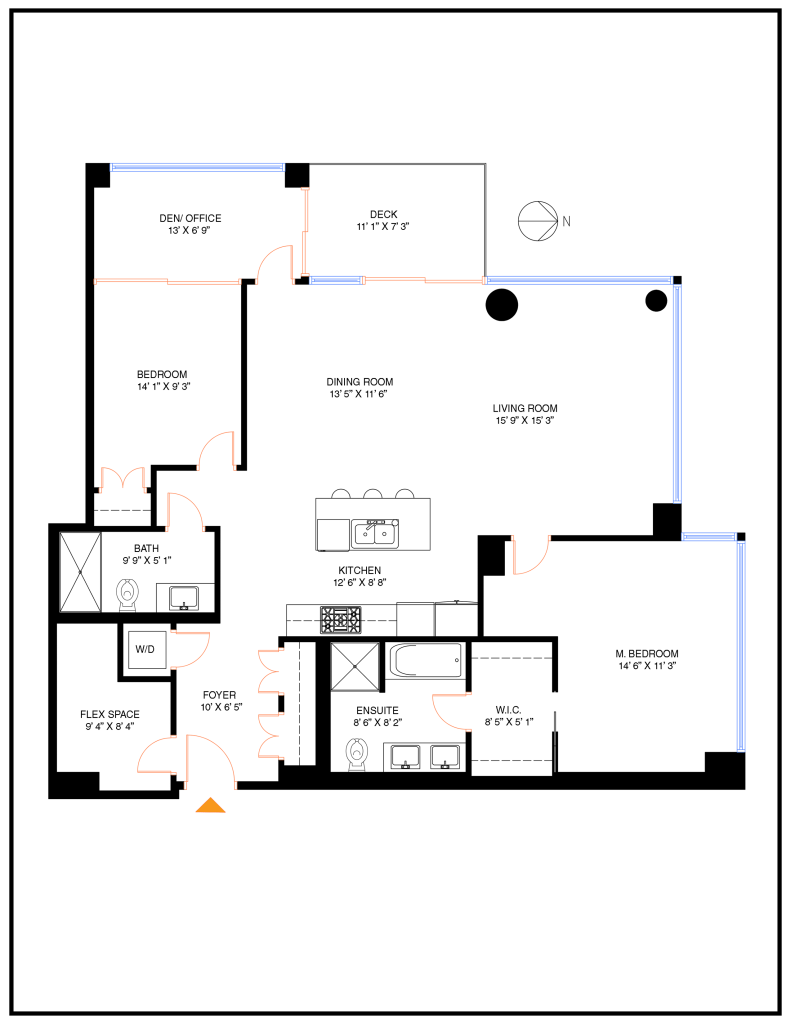 DEN/ OFFICE
13' X 6' 9"
DECK
11' 1" X 7' 3"
N
BEDROOM
14' 1" X 9' 3"
DINING ROOM
13' 5" X 11' 6"
LIVING ROOM
15' 9" X 15' 3"
BATH
9' 9" X 5' 1"
KITCHEN
12' 6" X 8' 8"
W/D
M. BEDROOM
14' 6" X 11' 3"
FOYER
10' X 6' 5"
FLEX SPACE
9' 4" X 8' 4"
ENSUITE
8' 6" X 8' 2"
W.I.C.
8' 5" X 5' 1"